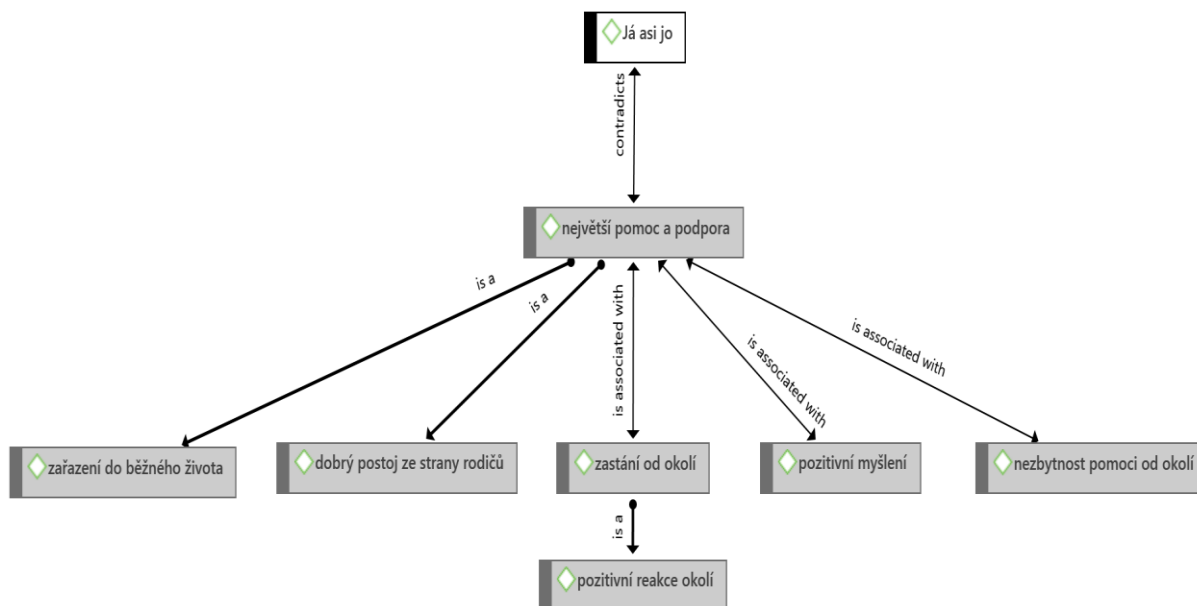 Já asi jo
contradicts
největší pomoc a podpora
is a
is a
is associated with
is associated with
is associated with
zařazení do běžného života
dobrý postoj ze strany rodičů
zastání od okolí
pozitivní myšlení
nezbytnost pomoci od okolí
is a
pozitivní reakce okolí